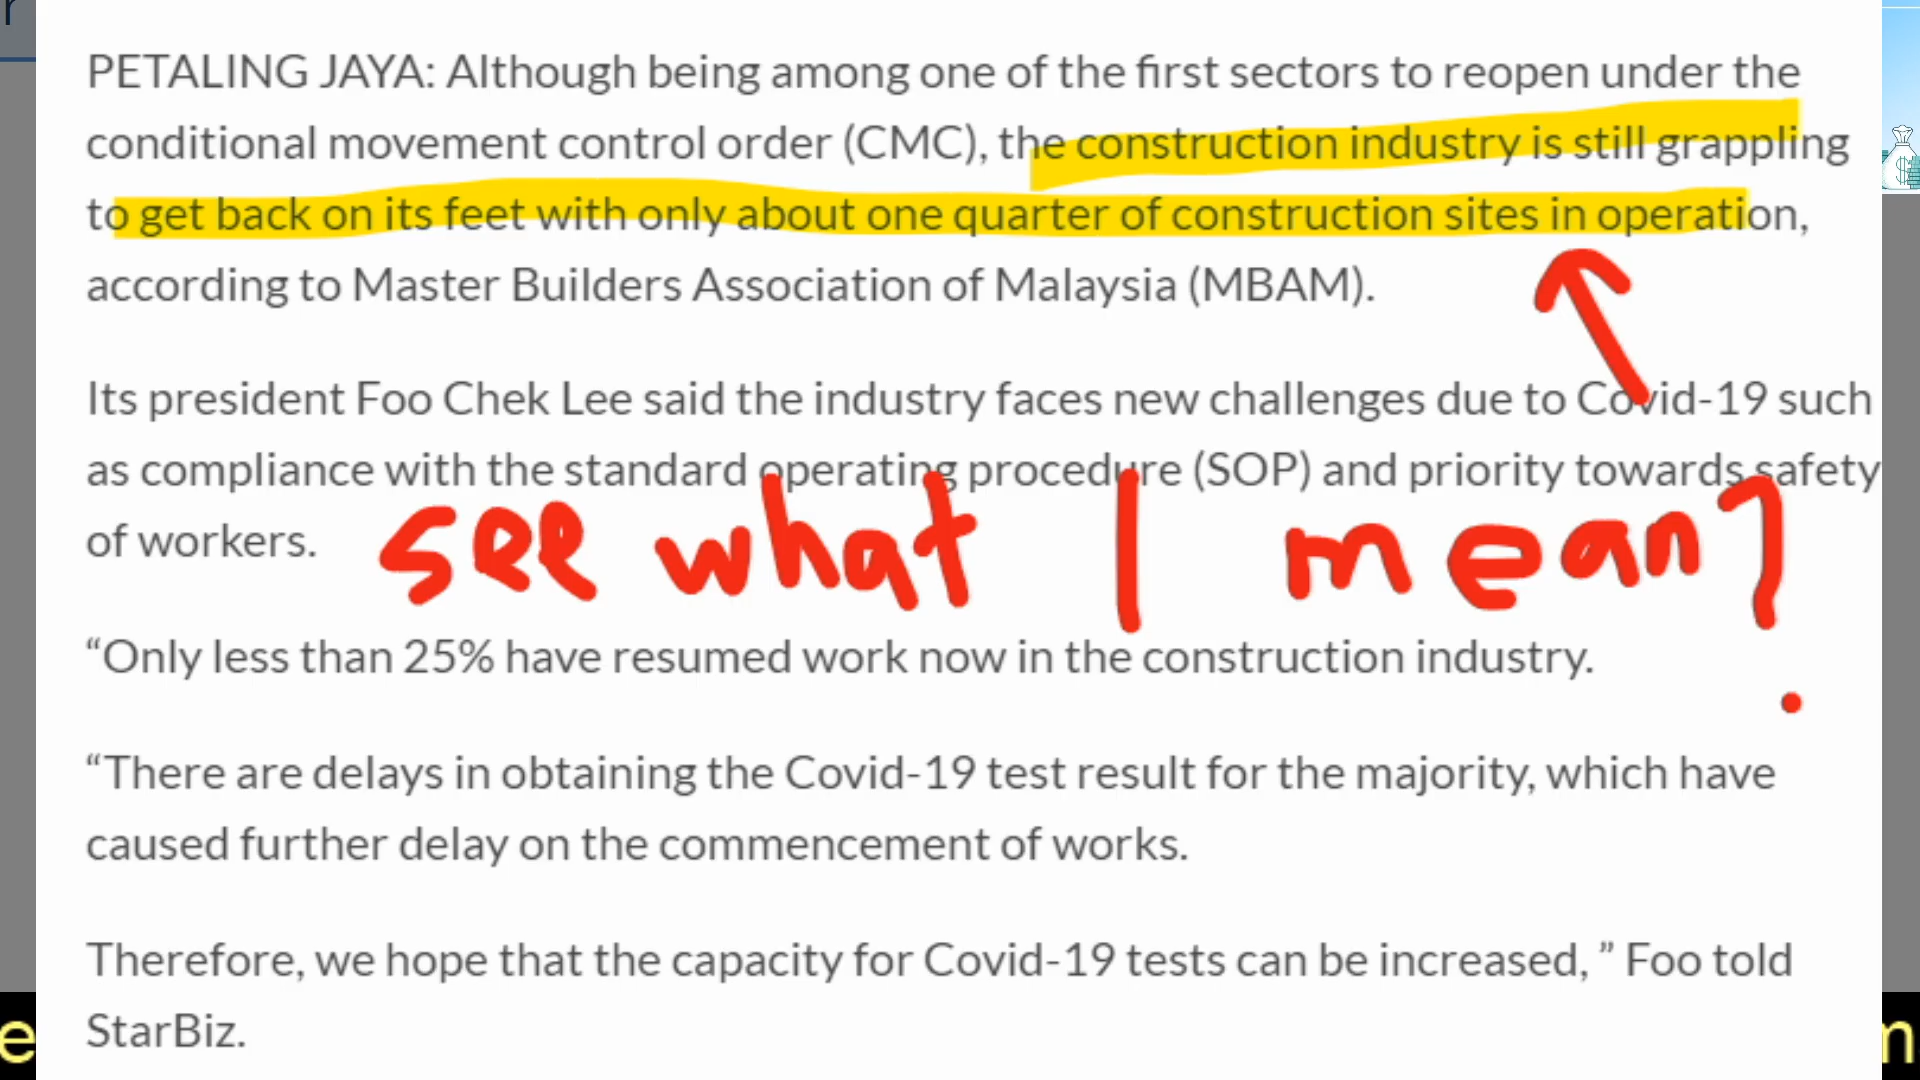 PETALING JAYA: Although being among one of the first sectors to reopen under the
conditional movement control order (CMC), the construction industry is still grappling
to get back on its feet with only about one quarter of construction sites in operation,
according to Master Builders Association of Malaysia (MBAM).
Its president Foo Chek Lee said the industry faces new challenges due to Covid-19 such
as compliance with the standard operating procedure (SOP) and priority towards safety
of workers.
see what I mean?
“Only less than 25% have resumed work now in the construction industry.
“There are delays in obtaining the Covid-19 test result for the majority, which have
caused further delay on the commencement of works.
Therefore, we hope that the capacity for Covid-19 tests can be increased, ” Foo told
StarBiz.